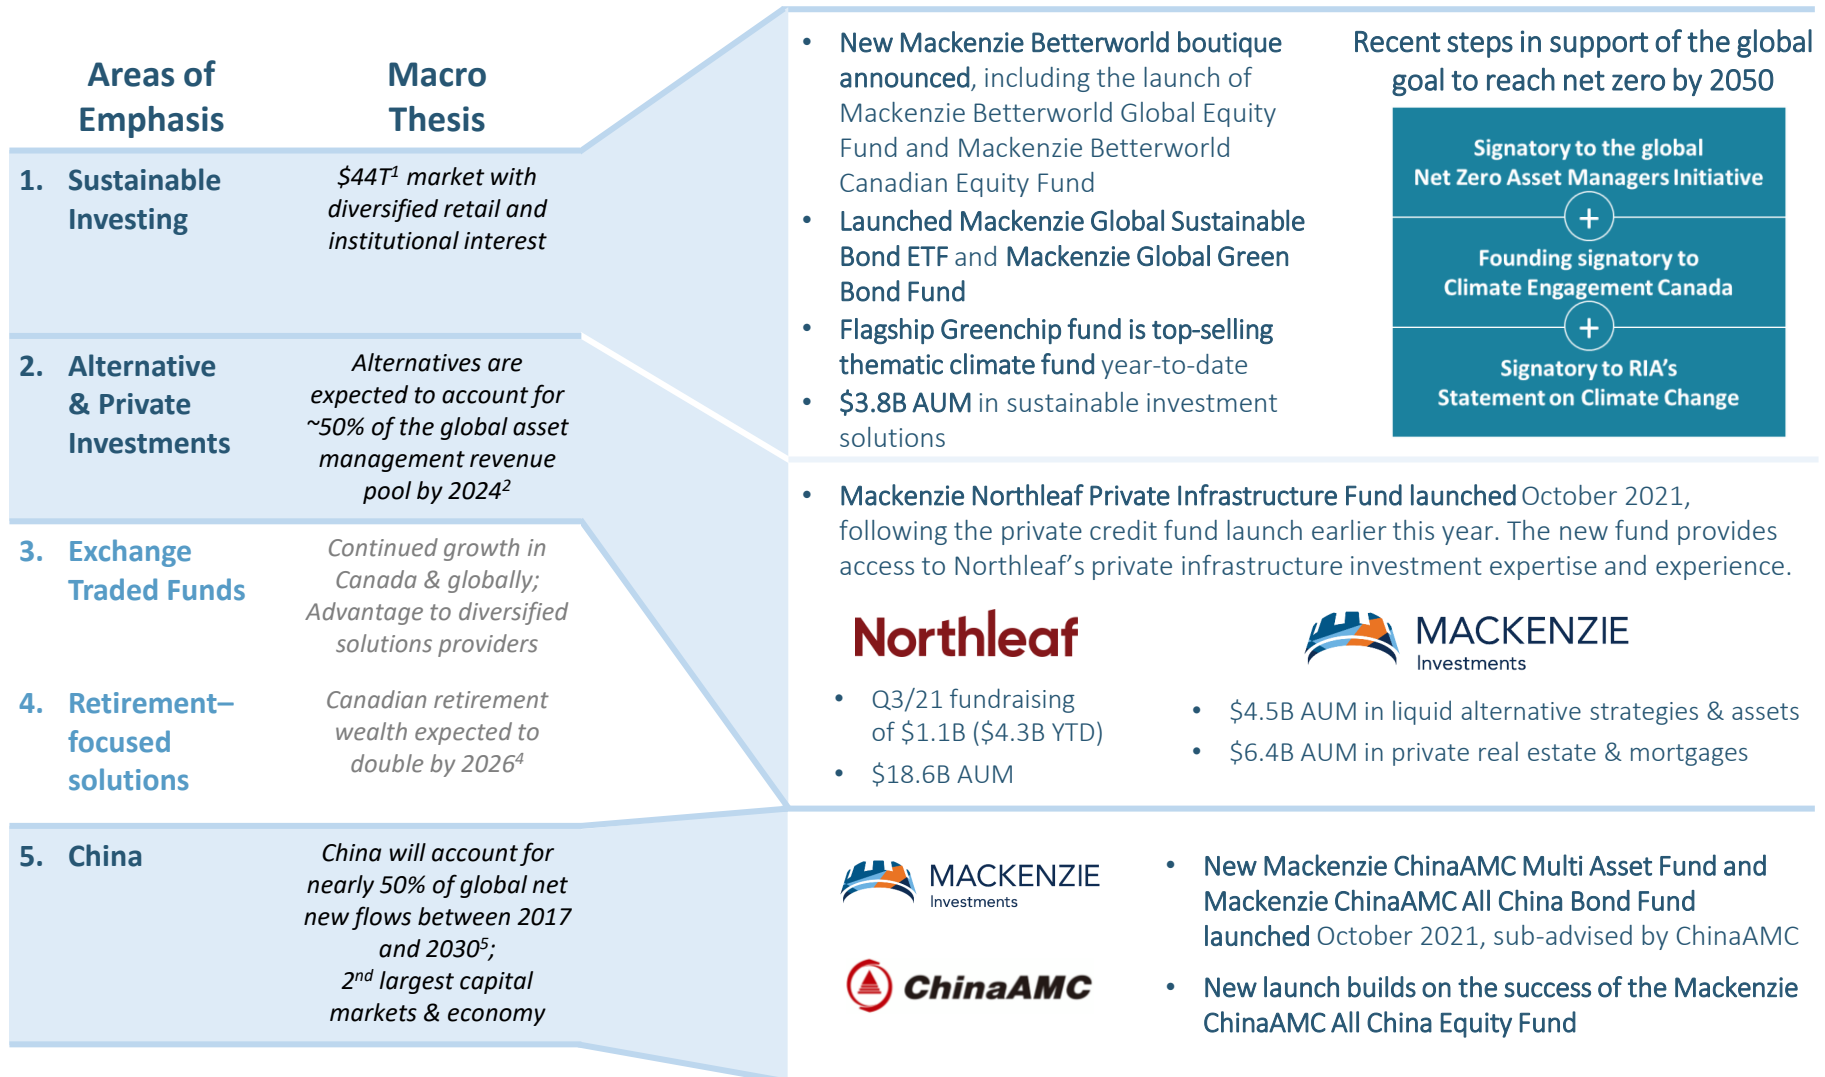 Areas of
Emphasis
Macro
Thesis
1. Sustainable
Investing
$44T1 market with
diversified retail and
institutional interest
• New Mackenzie Betterworld boutique
announced, including the launch of
Mackenzie Betterworld Global Equity
Fund and Mackenzie Betterworld
Canadian Equity Fund
• Launched Mackenzie Global Sustainable
Bond ETF and Mackenzie Global Green
Bond Fund
• Flagship Greenchip fund is top-selling
thematic climate fund year-to-date
• $3.8B AUM in sustainable investment
solutions
Recent steps in support of the global
goal to reach net zero by 2050
Signatory to the global
Net Zero Asset Managers Initiative
+
Founding signatory to
Climate Engagement Canada
+
Signatory to RIA’s
Statement on Climate Change
2. Alternative
& Private
Investments
Alternatives are
expected to account for
~50% of the global asset
management revenue
pool by 20242
• Mackenzie Northleaf Private Infrastructure Fund launched October 2021,
following the private credit fund launch earlier this year. The new fund provides
access to Northleaf’s private infrastructure investment expertise and experience.
Northleaf
• Q3/21 fundraising
of $1.1B ($4.3B YTD)
• $18.6B AUM
MACKENZIE
Investments
• $4.5B AUM in liquid alternative strategies & assets
• $6.4B AUM in private real estate & mortgages
3. Exchange
Traded Funds
Continued growth in
Canada & globally;
Advantage to diversified
solutions providers
4. Retirement–
focused
solutions
Canadian retirement
wealth expected to
double by 20264
5. China
China will account for
nearly 50% of global net
new flows between 2017
and 20305;
2nd largest capital
markets & economy
MACKENZIE
Investments
ChinaAMC
• New Mackenzie ChinaAMC Multi Asset Fund and
Mackenzie ChinaAMC All China Bond Fund
launched October 2021, sub-advised by ChinaAMC
• New launch builds on the success of the Mackenzie
ChinaAMC All China Equity Fund